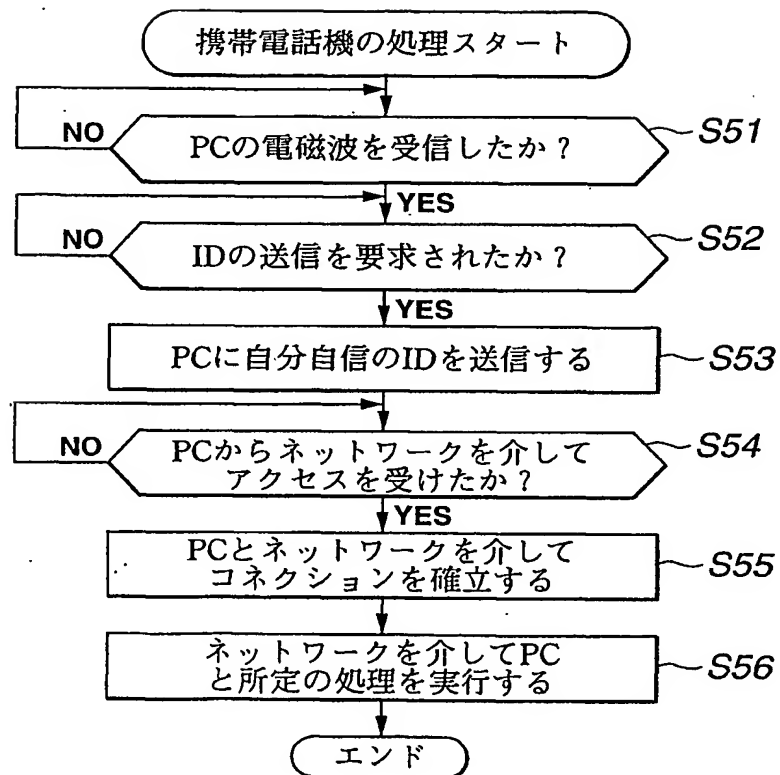 携帯電話機の処理スタート
NO
PCの電磁波を受信したか?
S51
YES
NO
IDの送信を要求されたか?
S52
YES
PCに自分自信のIDを送信する
S53
NO
PCからネットワークを介して
アクセスを受けたか?
S54
YES
PCとネットワークを介して
コネクションを確立する
S55
ネットワークを介してPC
と所定の処理を実行する
S56
エンド